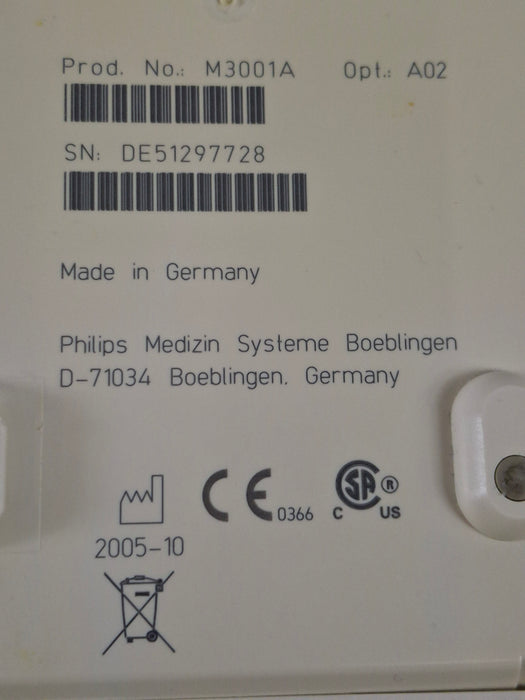 Prod. No.: M3001A Opt.: A02
SN: DE51297728
Made in Germany
Philips Medizin Systeme Boeblingen
D-71034 Boeblingen. Germany
CE 0366
SA ®
C US
2005-10